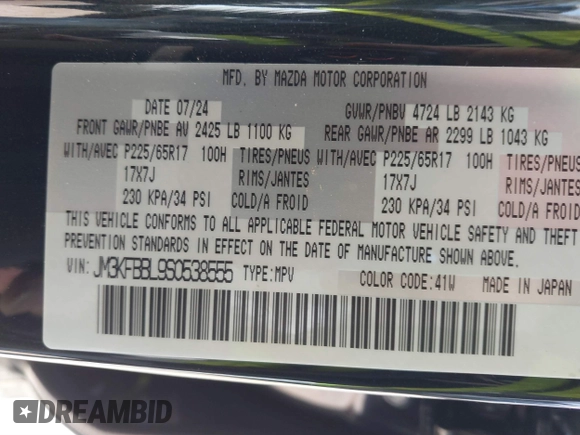 MFD. BY MAZDA MOTOR CORPORATION
DATE 07/24 GVWR/PNBV 4724 LB 2143 KG
FRONT GAWR/PNBE AV 2425 LB 1100 KG REAR GAWR/PNBE AR 2299 LB 1043 KG
WITH/AVEC P225/65R17 100H TIRES/PNEUS WITH/AVEC P225/65R17 100H TIRES/PNEUS
17X7J RIMS/JANTES 17X7J RIMS/JANTES
230 KPA/34 PSI COLD/A FROID 230 KPA/34 PSI COLD/A FROID
THIS VEHICLE CONFORMS TO ALL APPLICABLE FEDERAL MOTOR VEHICLE SAFETY AND THEFT
PREVENTION STANDARDS IN EFFECT ON THE DATE OF MANUFACTURE SHOWN ABOVE.
VIN: JM3KFBBL9S0538555 TYPE:MPV COLOR CODE:41W MADE IN JAPAN
DREAMBID